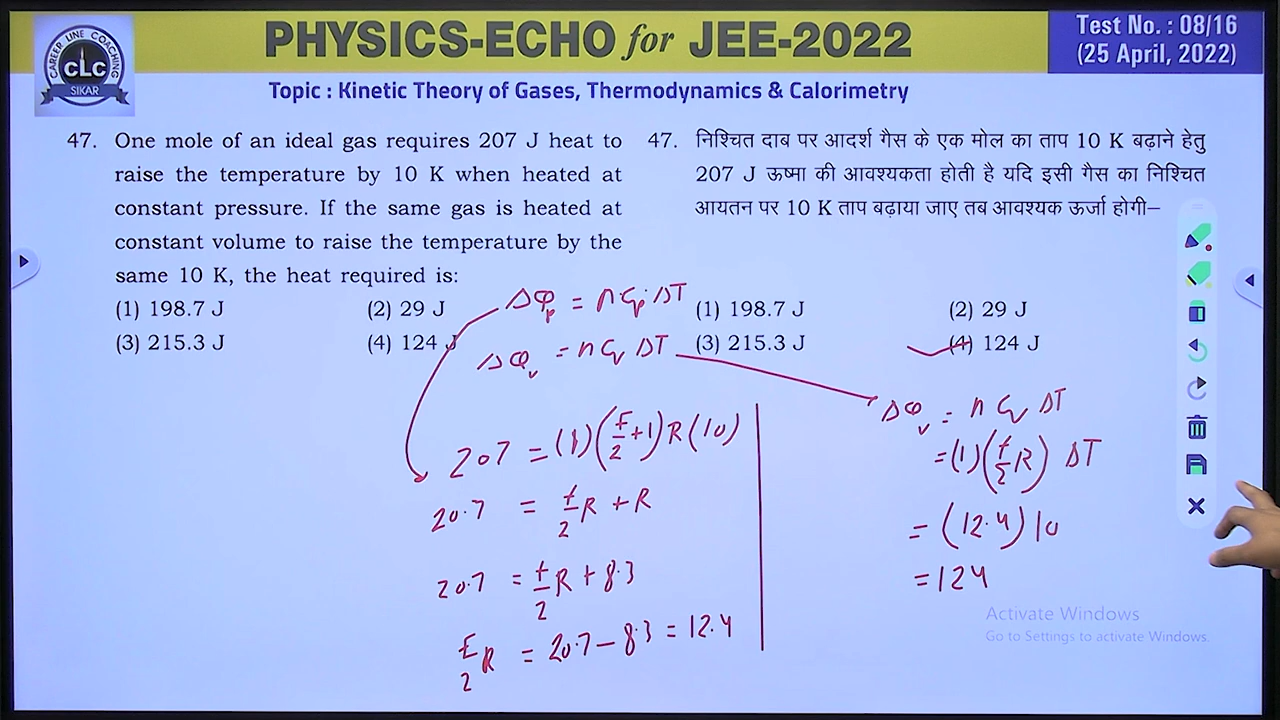 CAREER LINE COACHING
CLC
SIKAR
PHYSICS-ECHO for JEE-2022
Test No. : 08/16
(25 April, 2022)
Topic : Kinetic Theory of Gases, Thermodynamics & Calorimetry
47. One mole of an ideal gas requires 207 J heat to
raise the temperature by 10 K when heated at
constant pressure. If the same gas is heated at
constant volume to raise the temperature by the
same 10 K, the heat required is:
(1) 198.7 J (2) 29 J
(3) 215.3 J (4) 124 J
47. निश्चित दाब पर आदर्श गैस के एक मोल का ताप 10 K बढ़ाने हेतु
207 J ऊष्मा की आवश्यकता होती है यदि इसी गैस का निश्चित
आयतन पर 10 K ताप बढ़ाया जाए तब आवश्यक ऊर्जा होगी–
(1) 198.7 J (2) 29 J
(3) 215.3 J (4) 124 J
ΔQp = nCp ΔT
ΔQv = nCv ΔT
207 = (1)(f/2+1)R(10)
20.7 = f/2 R + R
20.7 = f/2 R + 8.3
f/2 R = 20.7 – 8.3 = 12.4
ΔQv = nCv ΔT
= (1)(f/2 R) ΔT
= (12.4)10
= 124
Activate Windows
Go to Settings to activate Windows.